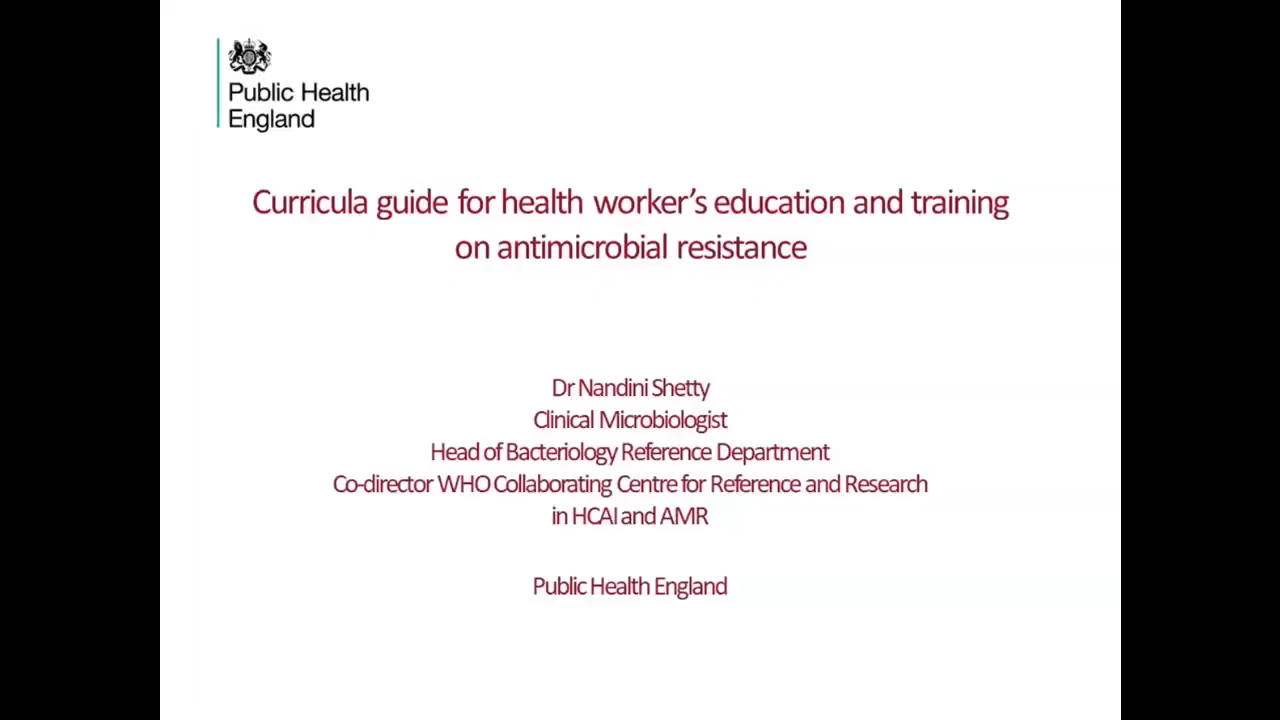 Public Health
England
Curricula guide for health worker’s education and training
on antimicrobial resistance
Dr Nandini Shetty
Clinical Microbiologist
Head of Bacteriology Reference Department
Co-director WHO Collaborating Centre for Reference and Research
in HCAI and AMR
Public Health England